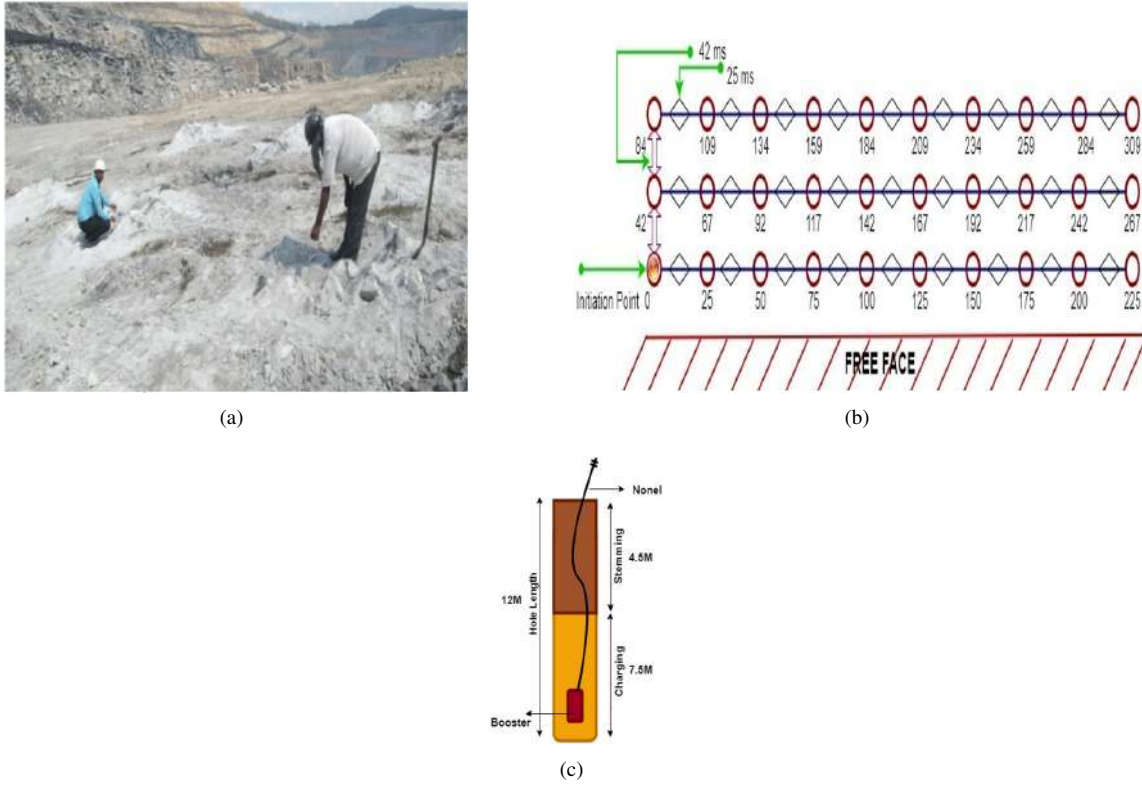 42 ms
25 ms
84 109 134 159 184 209 234 259 284 309
42 67 92 117 142 167 192 217 242 267
Initiation Point 0 25 50 75 100 125 150 175 200 225
FREE FACE
(a)
(b)
Nonel
Stemming
4.5M
12M
Hole Length
Charging
7.5M
Booster
(c)